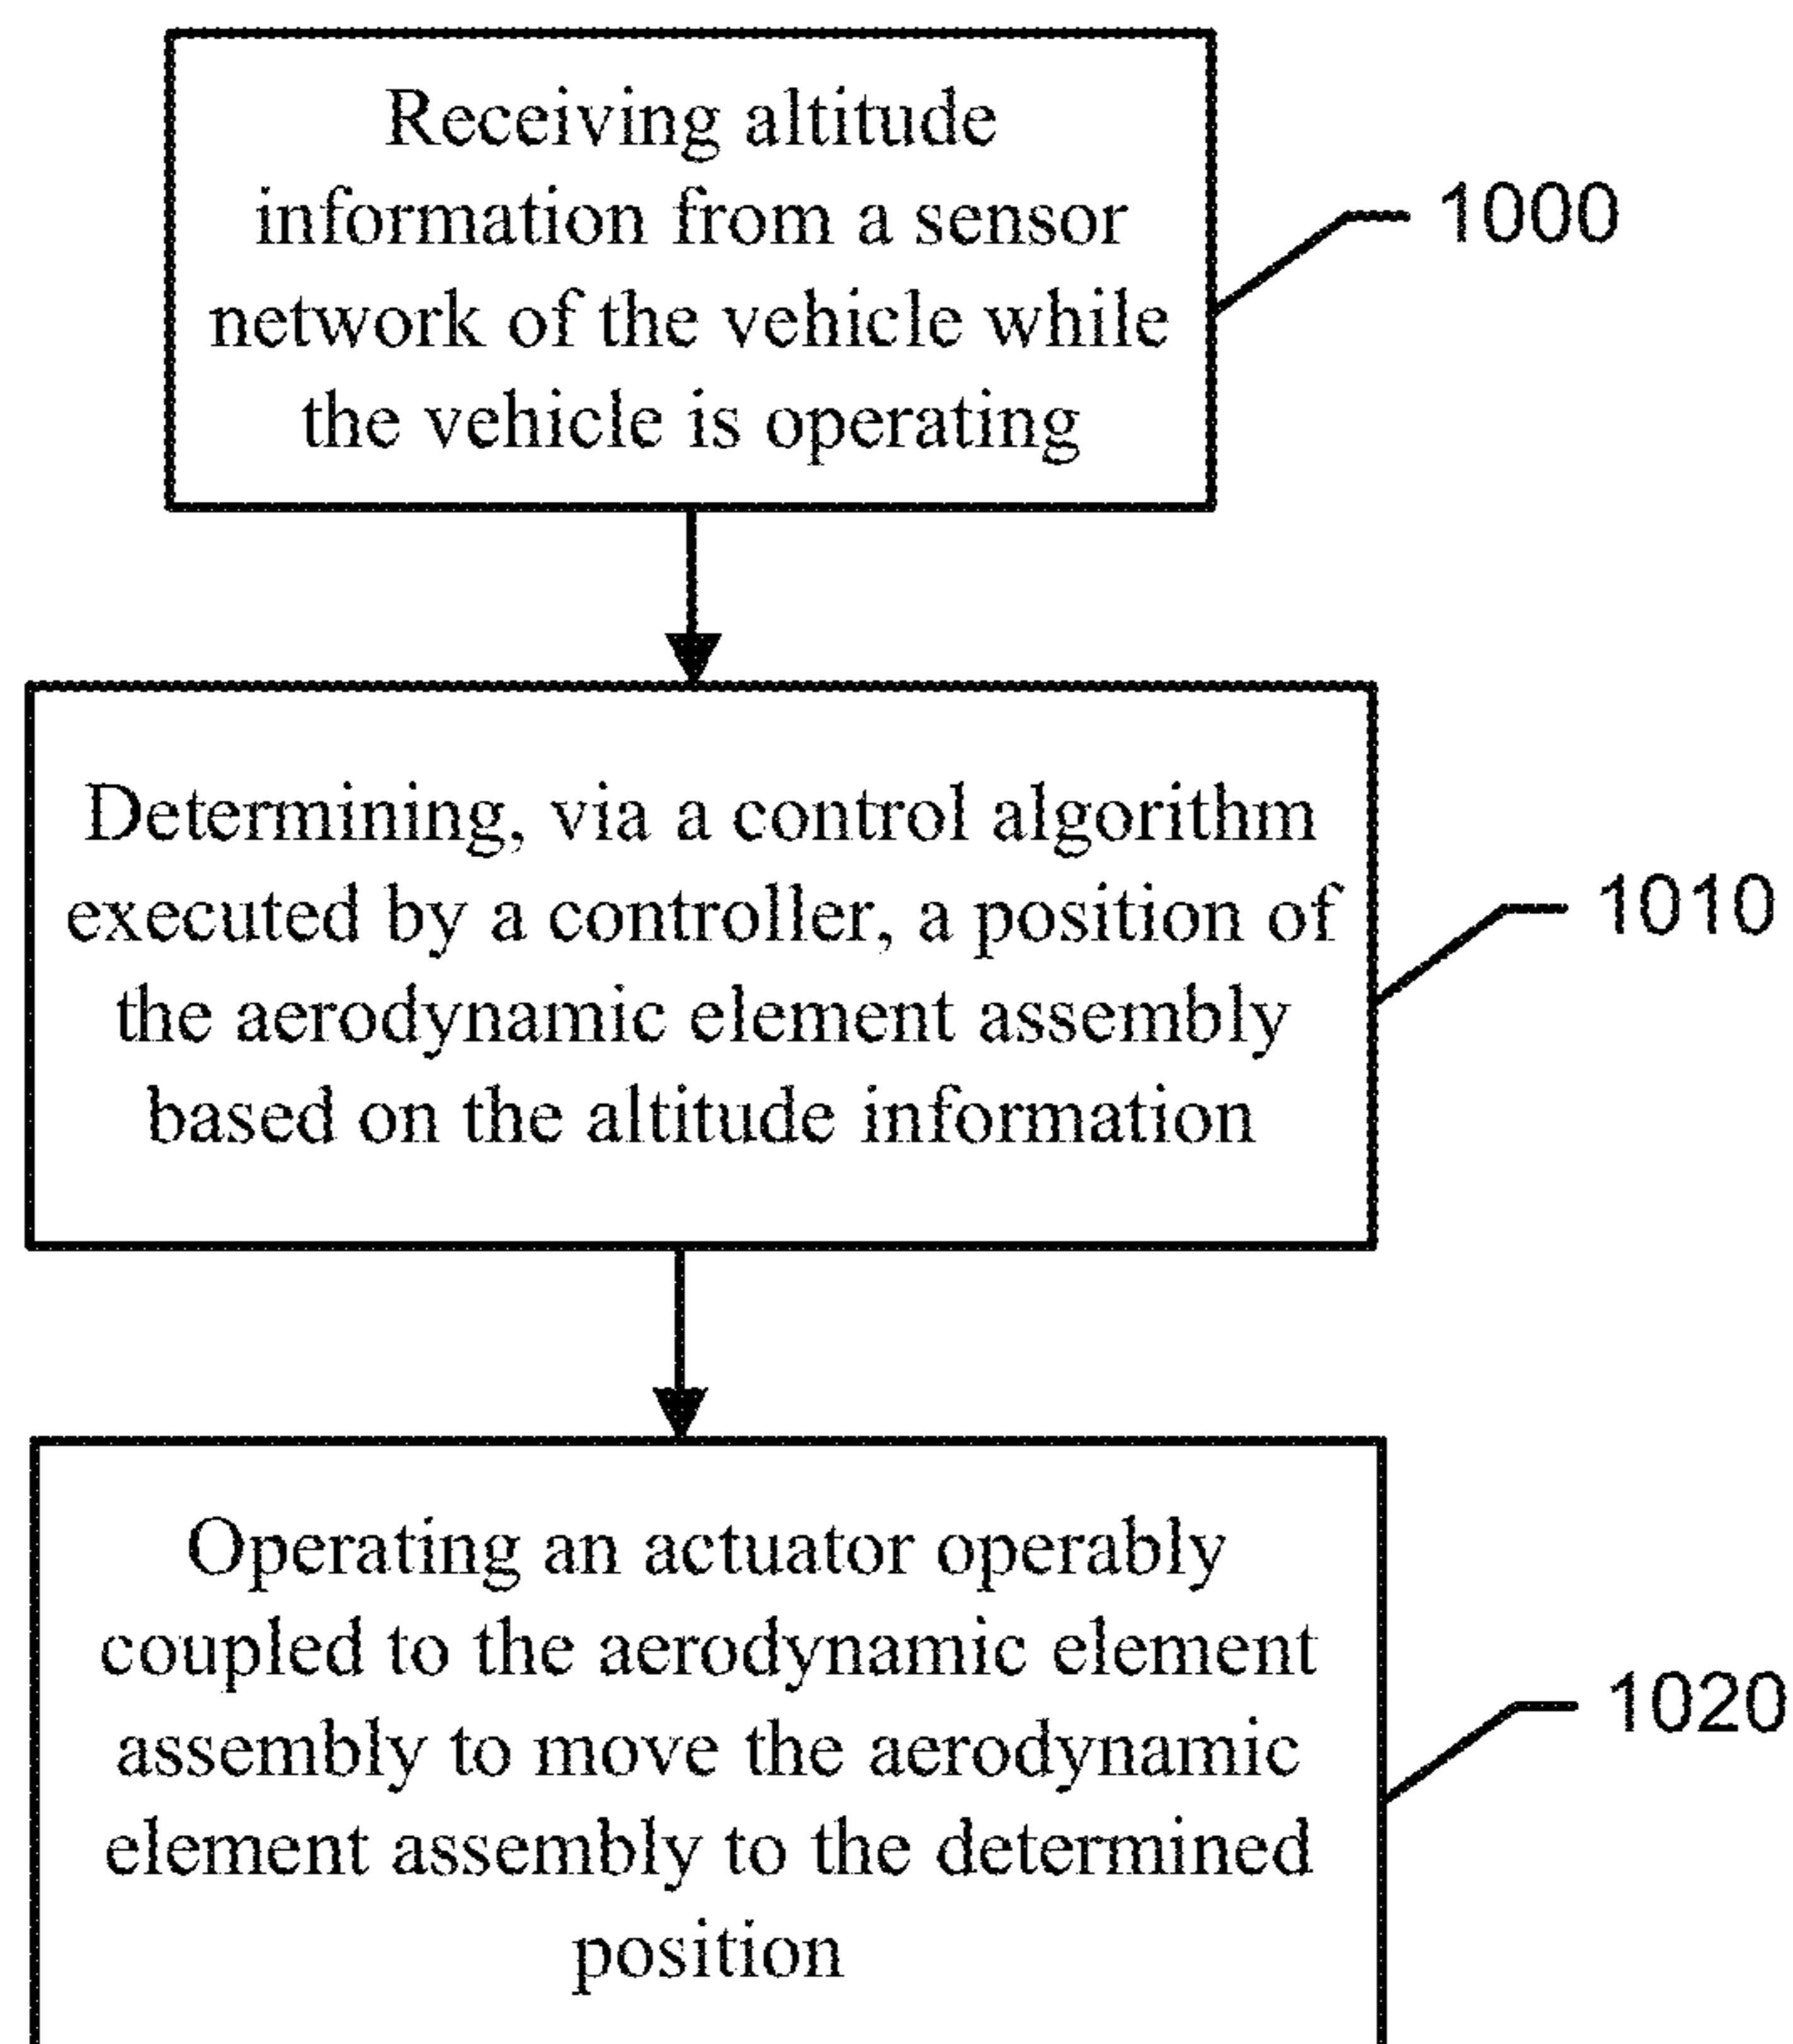 Receiving altitude
information from a sensor
network of the vehicle while
the vehicle is operating
1000
Determining, via a control algorithm
executed by a controller, a position of
the aerodynamic element assembly
based on the altitude information
1010
Operating an actuator operably
coupled to the aerodynamic element
assembly to move the aerodynamic
element assembly to the determined
position
1020